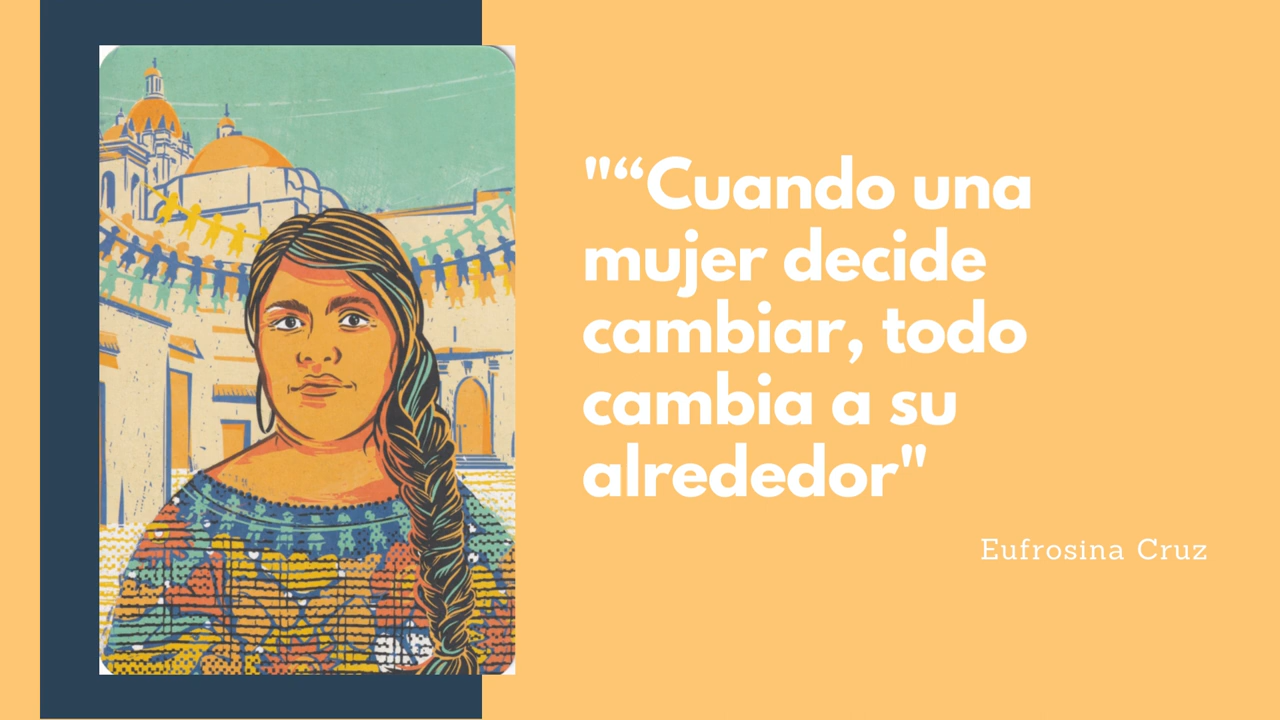 "“Cuando una
mujer decide
cambiar, todo
cambia a su
alrededor"
Eufrosina Cruz